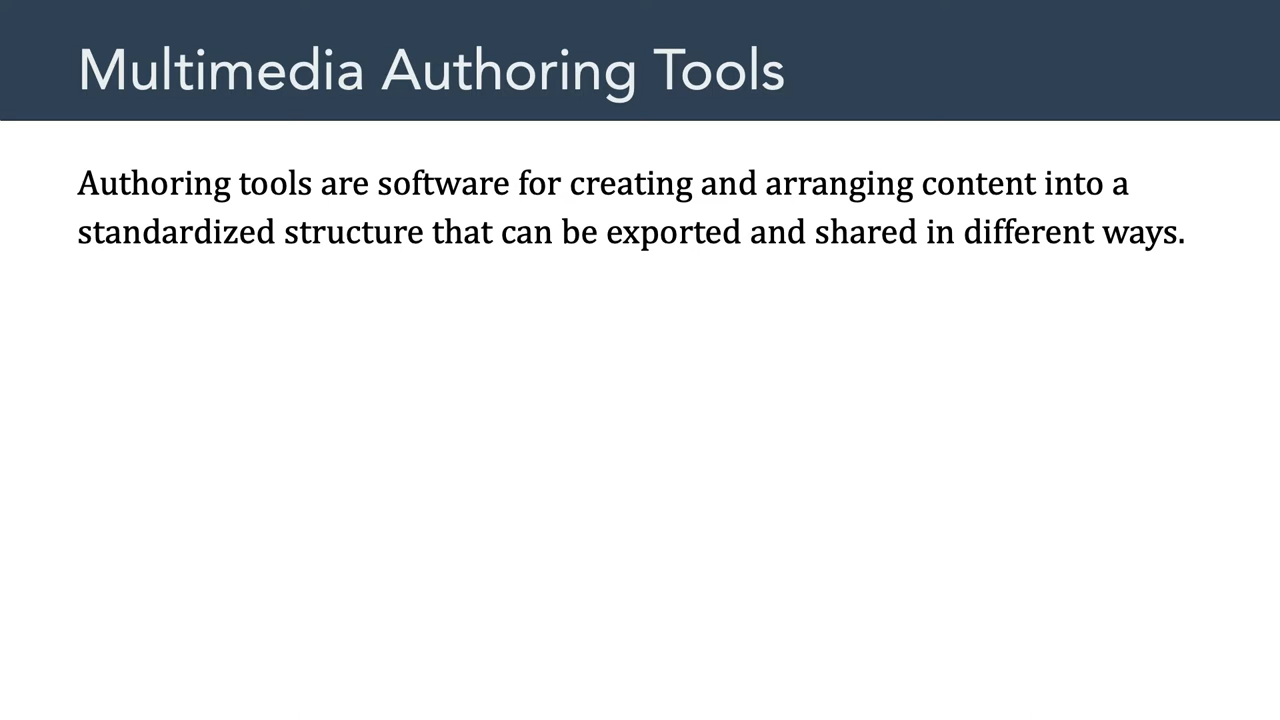 Multimedia Authoring Tools
Authoring tools are software for creating and arranging content into a
standardized structure that can be exported and shared in different ways.